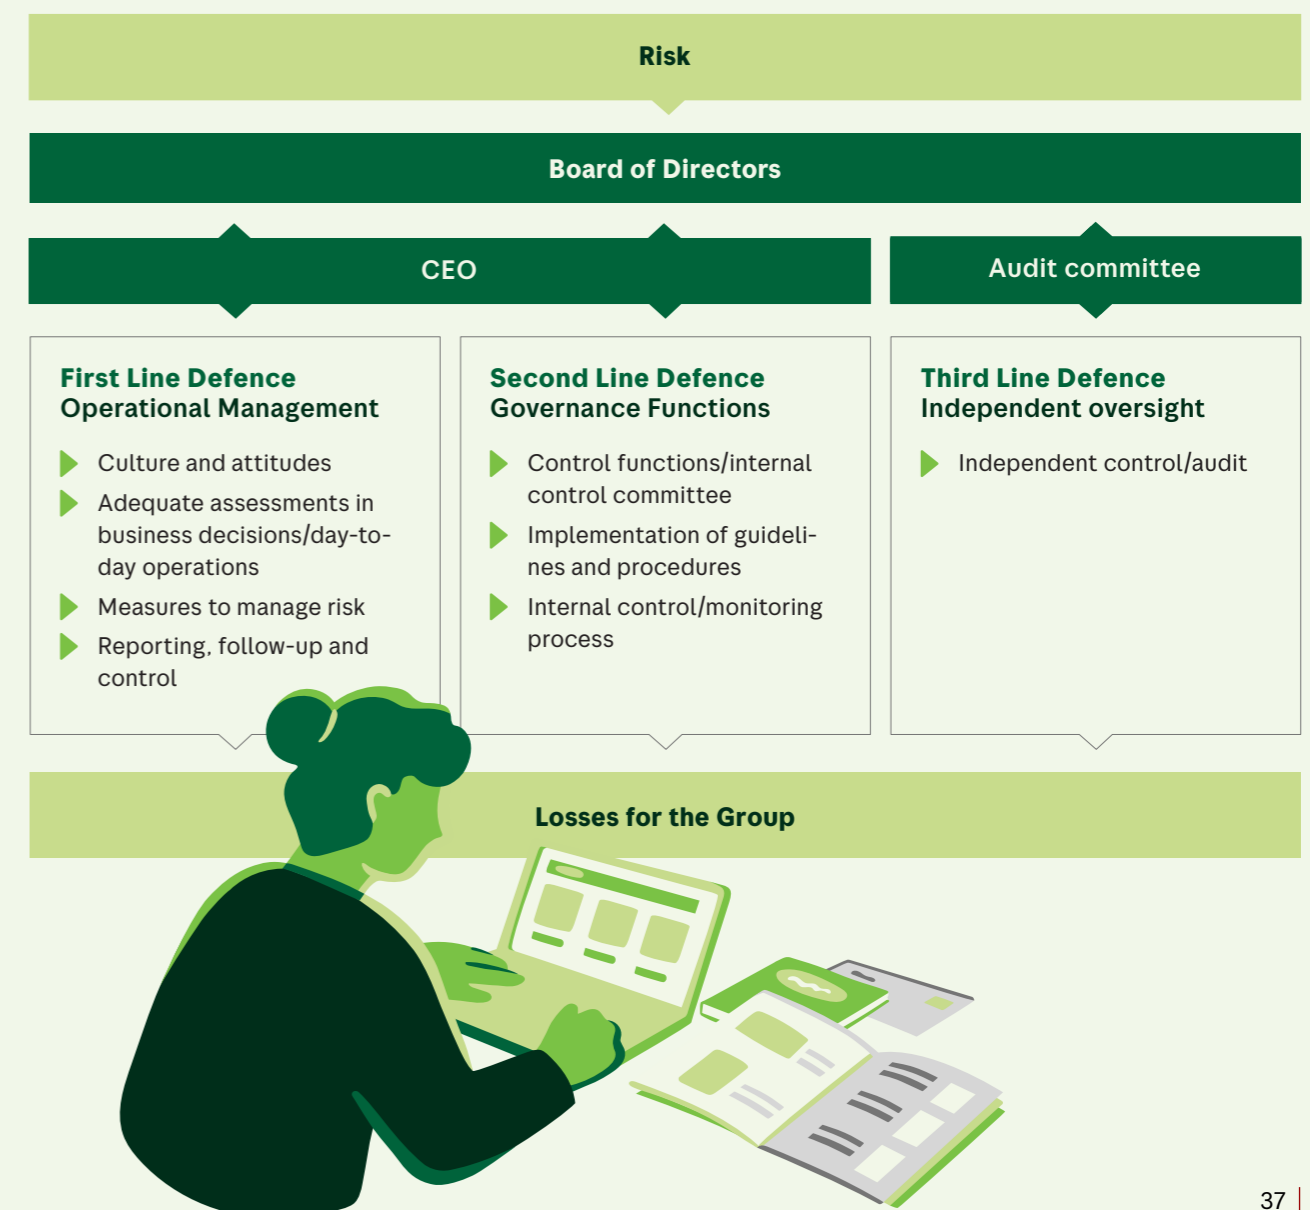 Risk
Board of Directors
CEO
Audit committee
First Line Defence
Operational Management
Culture and attitudes
Adequate assessments in
business decisions/day-to-
day operations
Measures to manage risk
Reporting, follow-up and
control
Second Line Defence
Governance Functions
Control functions/internal
control committee
Implementation of guideli-
nes and procedures
Internal control/monitoring
process
Third Line Defence
Independent oversight
Independent control/audit
Losses for the Group
37